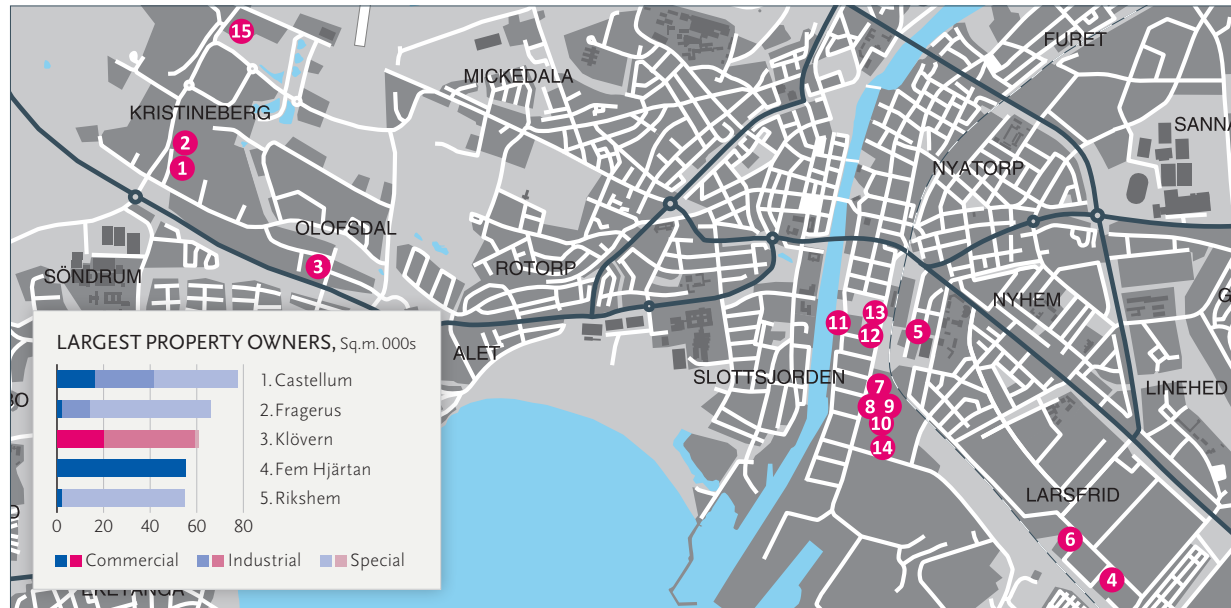 15
FURET
MICKEDALA
KRISTINEBERG
SANNA
2
1
NYATORP
OLOFSDAL
3
SÖNDRUM
ROTORP
NYHEM
G
13
11
12
5
ALET
SLOTTSJORDEN
LINEHED
7
8 9
10
14
LARSFRID
6
4
BO
O
LARGEST PROPERTY OWNERS, Sq.m. 000s
1. Castellum
2. Fragerus
3. Klövern
4. Fem Hjärtan
5. Rikshem
0 20 40 60 80
Commercial Industrial Special